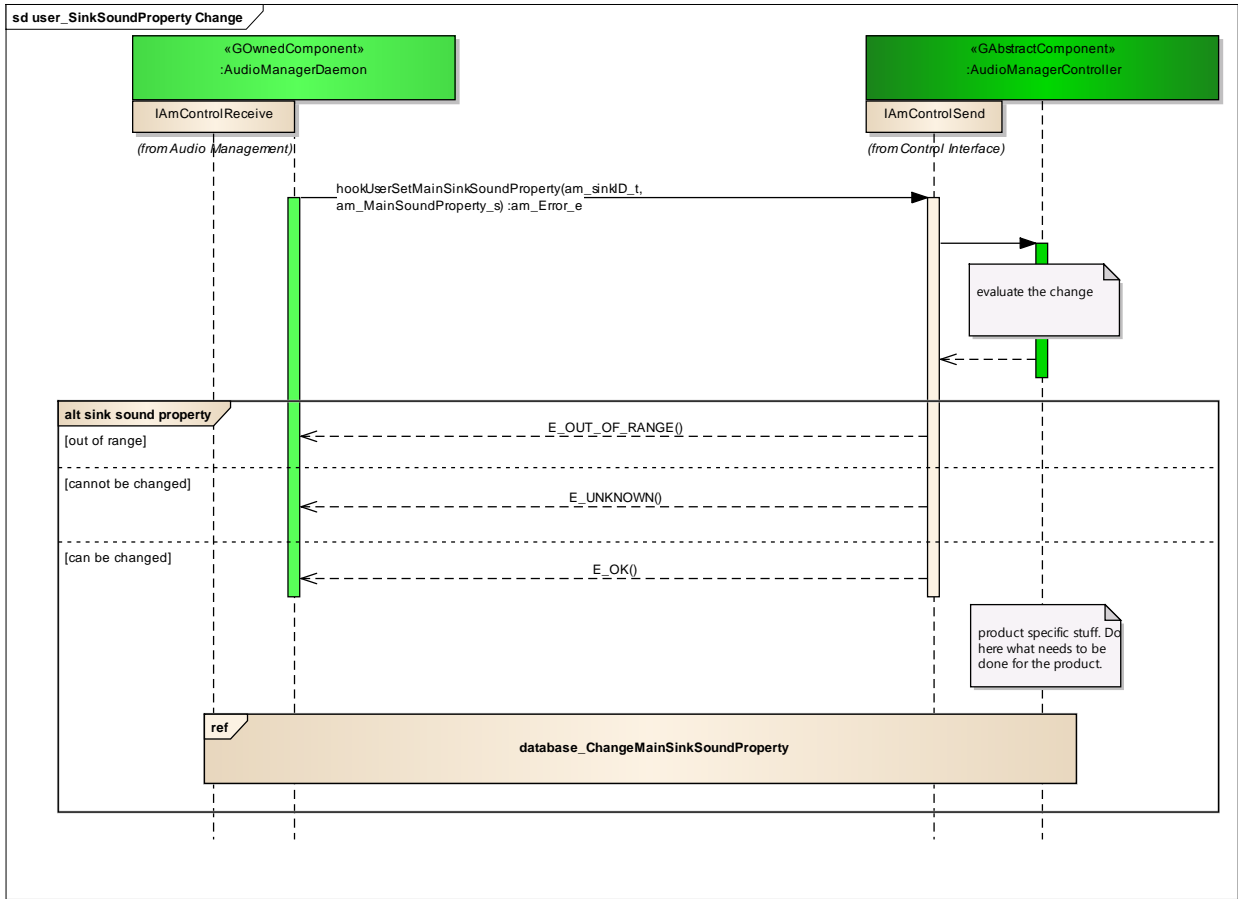 sd user_SinkSoundProperty Change
«GOwnedComponent»
:AudioManagerDaemon
«GAbstractComponent»
:AudioManagerController
IAmControlReceive
IAmControlSend
(from Audio Management)
(from Control Interface)
hookUserSetMainSinkSoundProperty(am_sinkID_t,
am_MainSoundProperty_s) :am_Error_e
evaluate the change
alt sink sound property
[out of range]
E_OUT_OF_RANGE()
[cannot be changed]
E_UNKNOWN()
[can be changed]
E_OK()
product specific stuff. Do
here what needs to be
done for the product.
ref
database_ChangeMainSinkSoundProperty